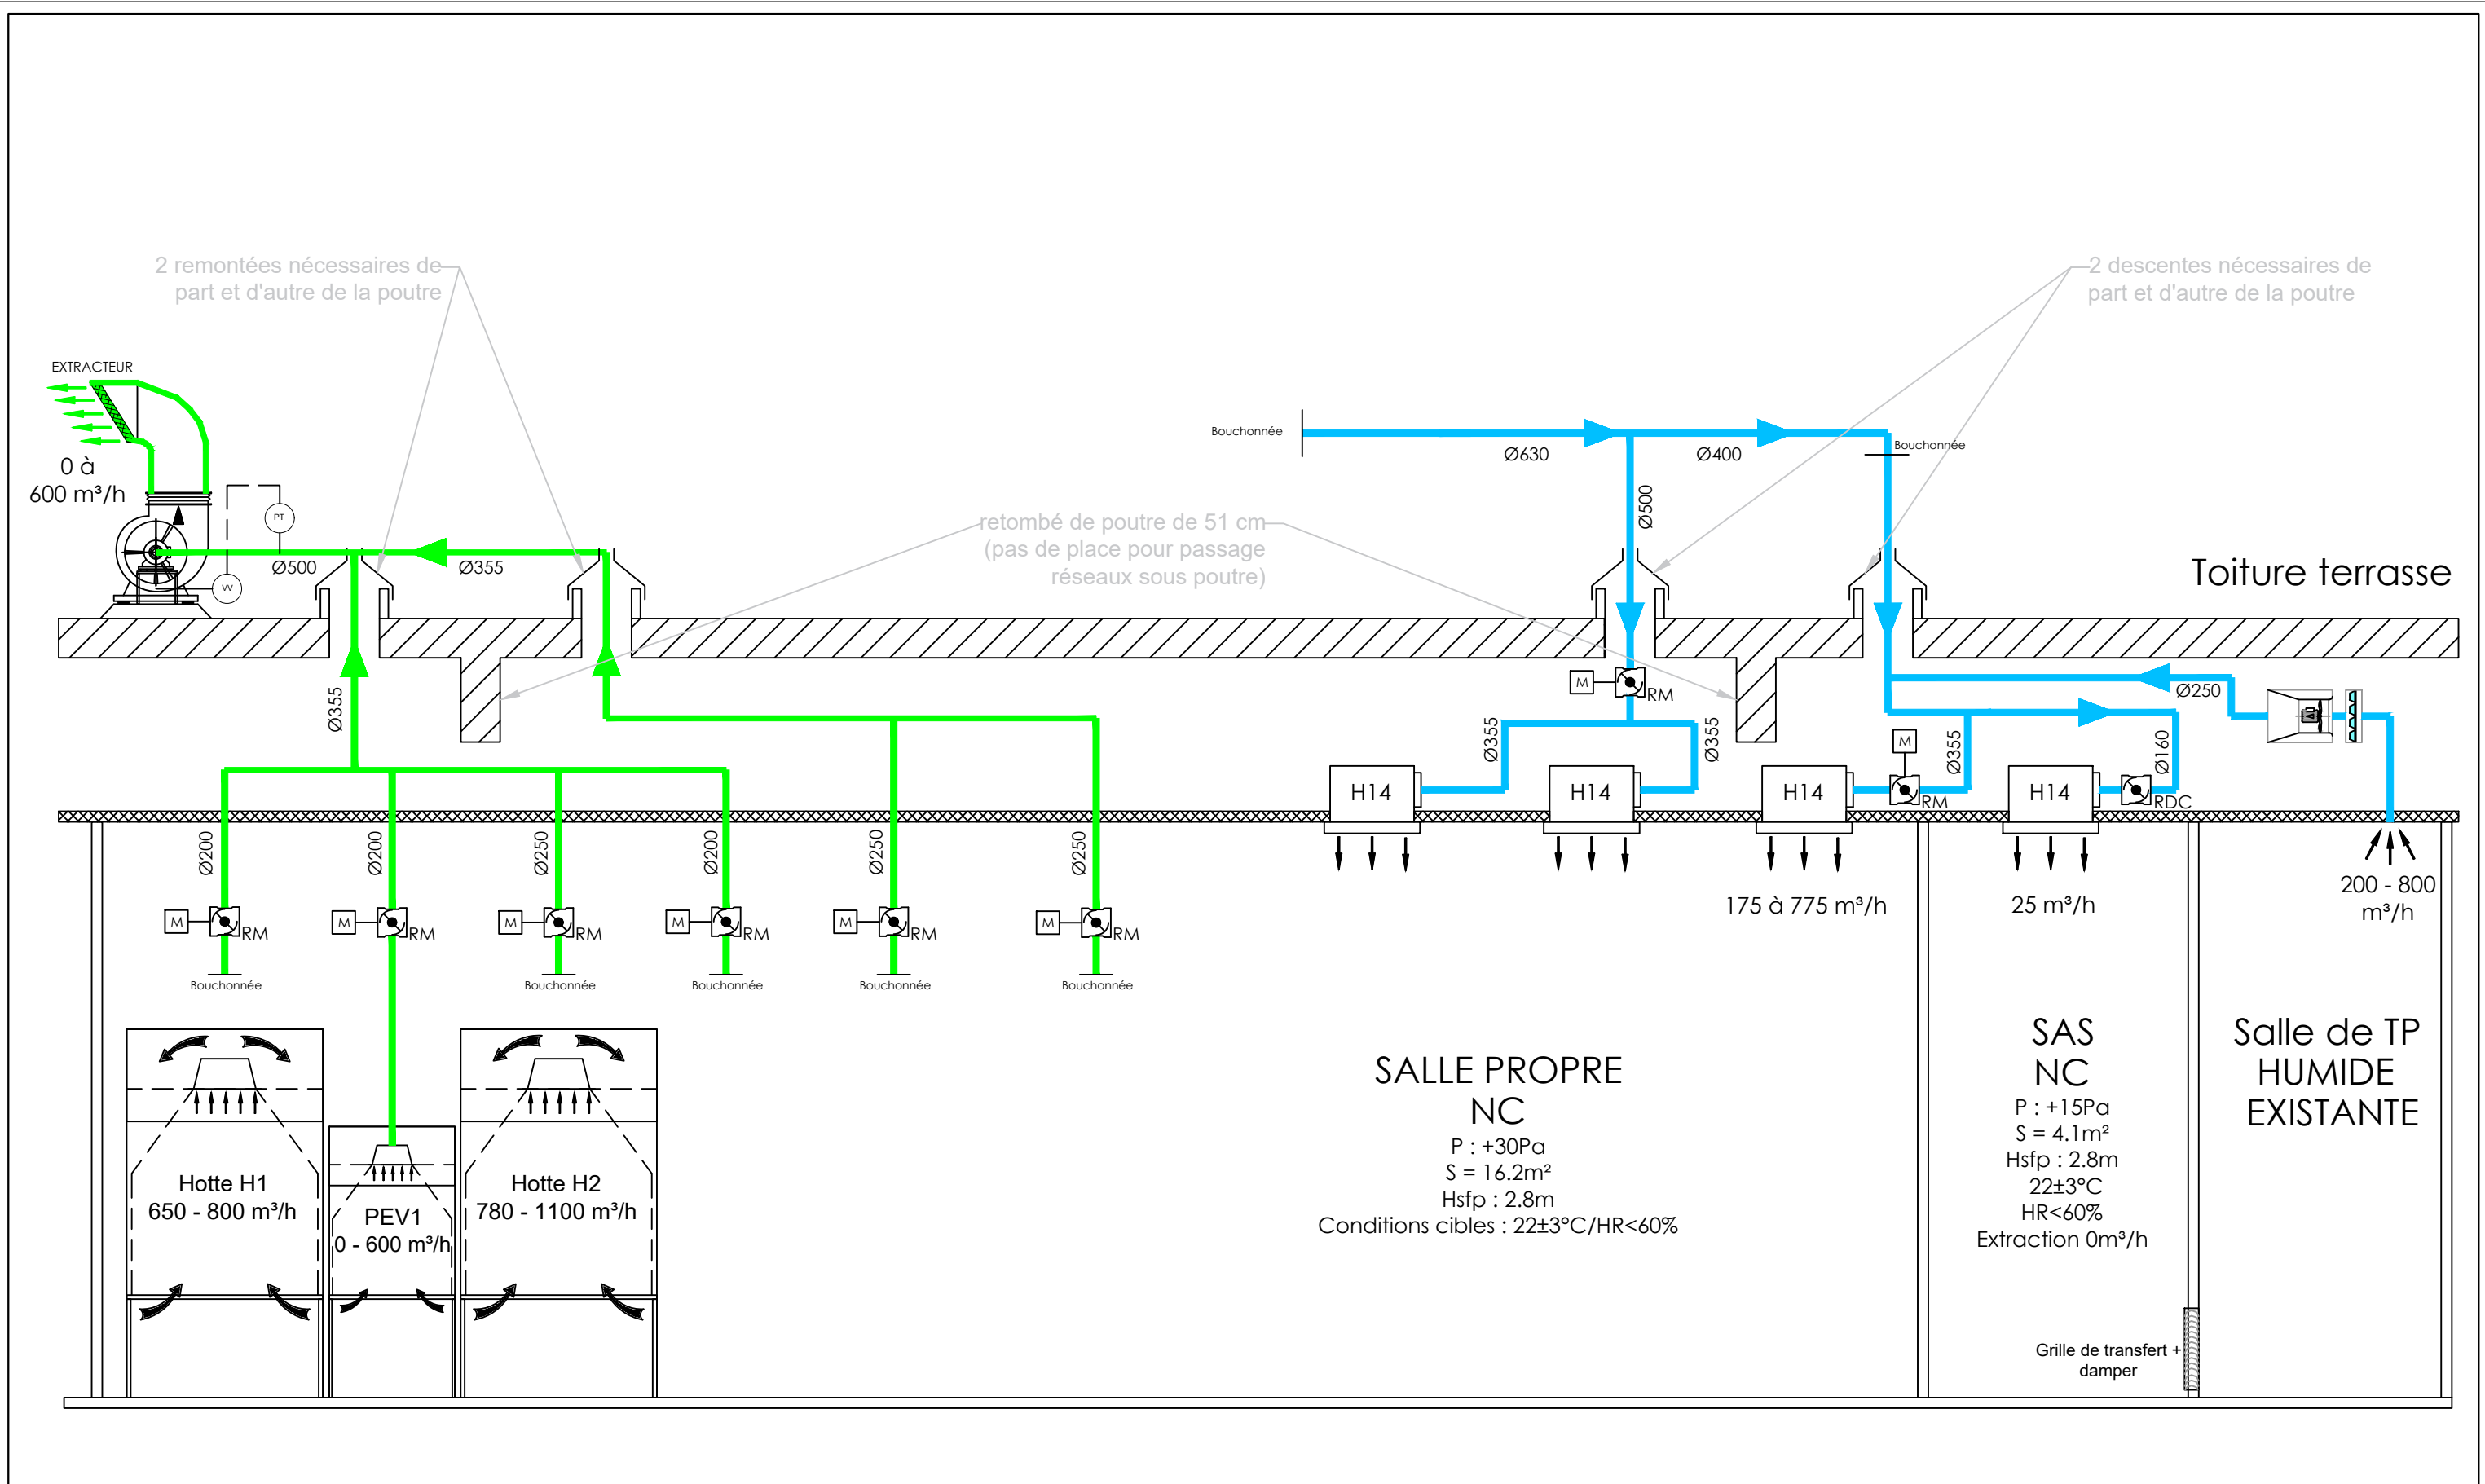 2 remontées nécessaires de
part et d'autre de la poutre
2 descentes nécessaires de
part et d'autre de la poutre
EXTRACTEUR
0 à
600 m³/h
PT
VV
Ø500
Ø355
retombé de poutre de 51 cm
(pas de place pour passage
réseaux sous poutre)
Bouchonnée
Ø630
Ø400
Bouchonnée
Ø500
Toiture terrasse
Ø355
M
RM
Ø250
Ø355
Ø355
M
Ø355
Ø160
H14
H14
H14
RM
H14
RDC
Ø200
Ø200
Ø250
Ø200
Ø250
Ø250
175 à 775 m³/h
25 m³/h
200 - 800
m³/h
M
RM
M
RM
M
RM
M
RM
M
RM
M
RM
Bouchonnée
Bouchonnée
Bouchonnée
Bouchonnée
Bouchonnée
Hotte H1
650 - 800 m³/h
PEV1
0 - 600 m³/h
Hotte H2
780 - 1100 m³/h
SALLE PROPRE
NC
P : +30Pa
S = 16.2m²
Hsfp : 2.8m
Conditions cibles : 22±3°C/HR<60%
SAS
NC
P : +15Pa
S = 4.1m²
Hsfp : 2.8m
22±3°C
HR<60%
Extraction 0m³/h
Salle de TP
HUMIDE
EXISTANTE
Grille de transfert +
damper